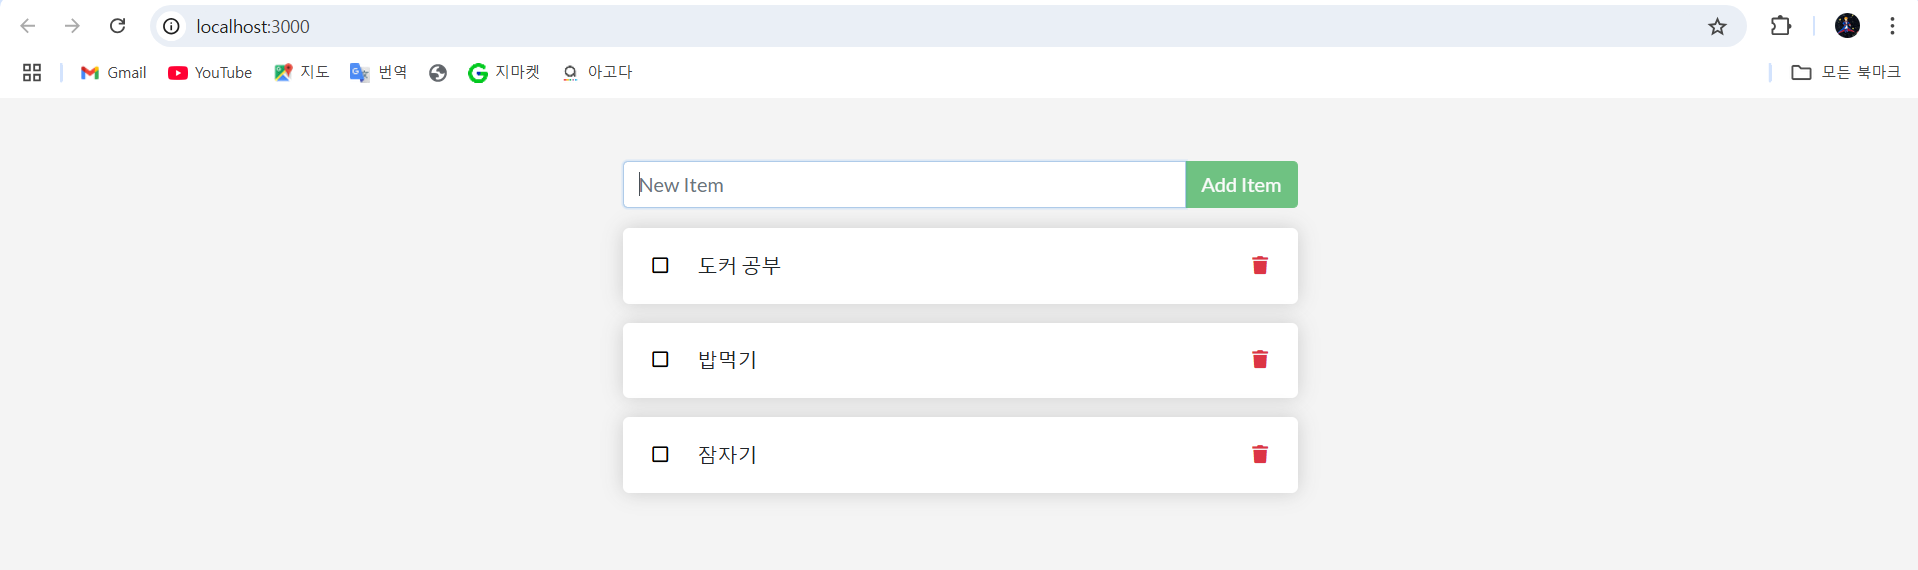 localhost:3000
Gmail YouTube 지도 번역 지마켓 아고다 모든 북마크
New Item Add Item
도커 공부
밥먹기
잠자기